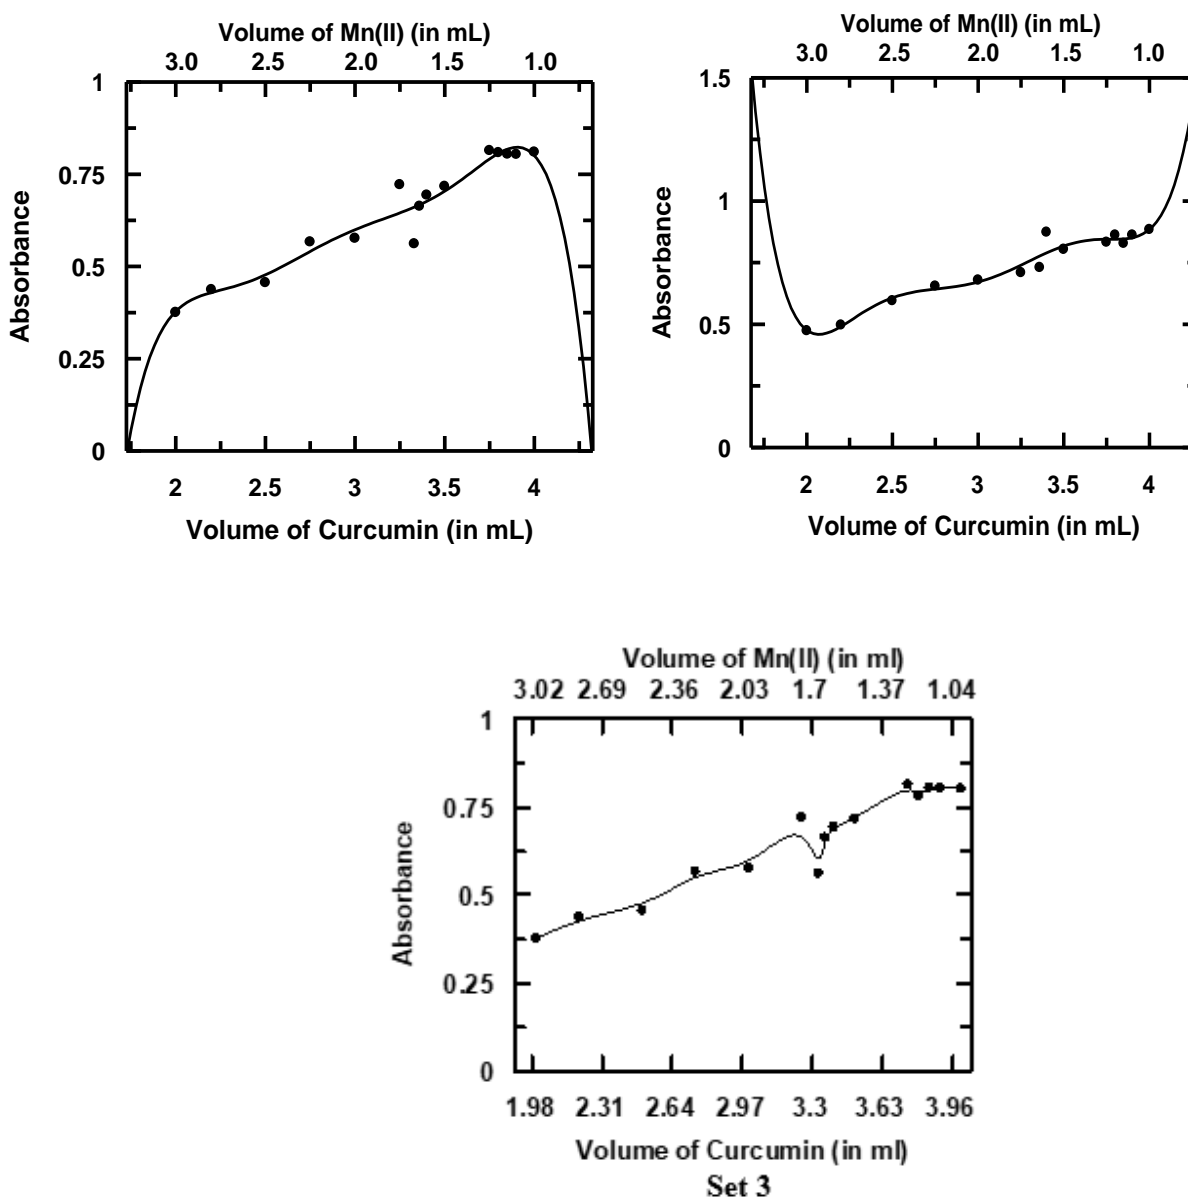 Volume of Mn(II) (in mL)
3.0 2.5 2.0 1.5 1.0
1
0.75
0.5
0.25
0
Absorbance
2 2.5 3 3.5 4
Volume of Curcumin (in mL)
Volume of Mn(II) (in mL)
3.0 2.5 2.0 1.5 1.0
1.5
1
0.5
0
Absorbance
2 2.5 3 3.5 4
Volume of Curcumin (in mL)
Volume of Mn(II) (in ml)
3.02 2.69 2.36 2.03 1.7 1.37 1.04
1
0.75
0.5
0.25
0
Absorbance
1.98 2.31 2.64 2.97 3.3 3.63 3.96
Volume of Curcumin (in ml)
Set 3